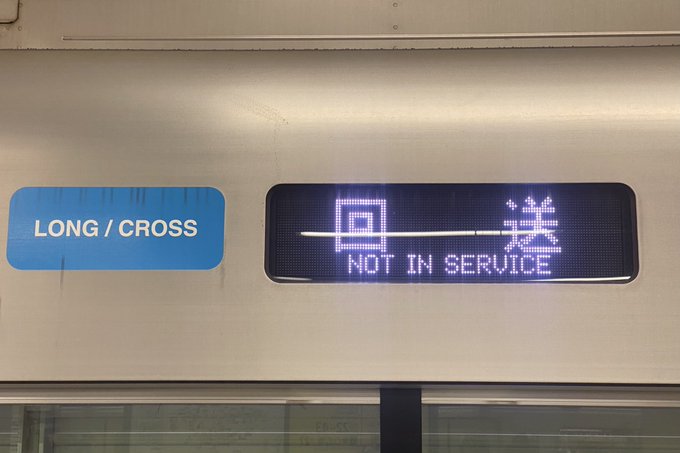 LONG / CROSS
回送
NOT IN SERVICE